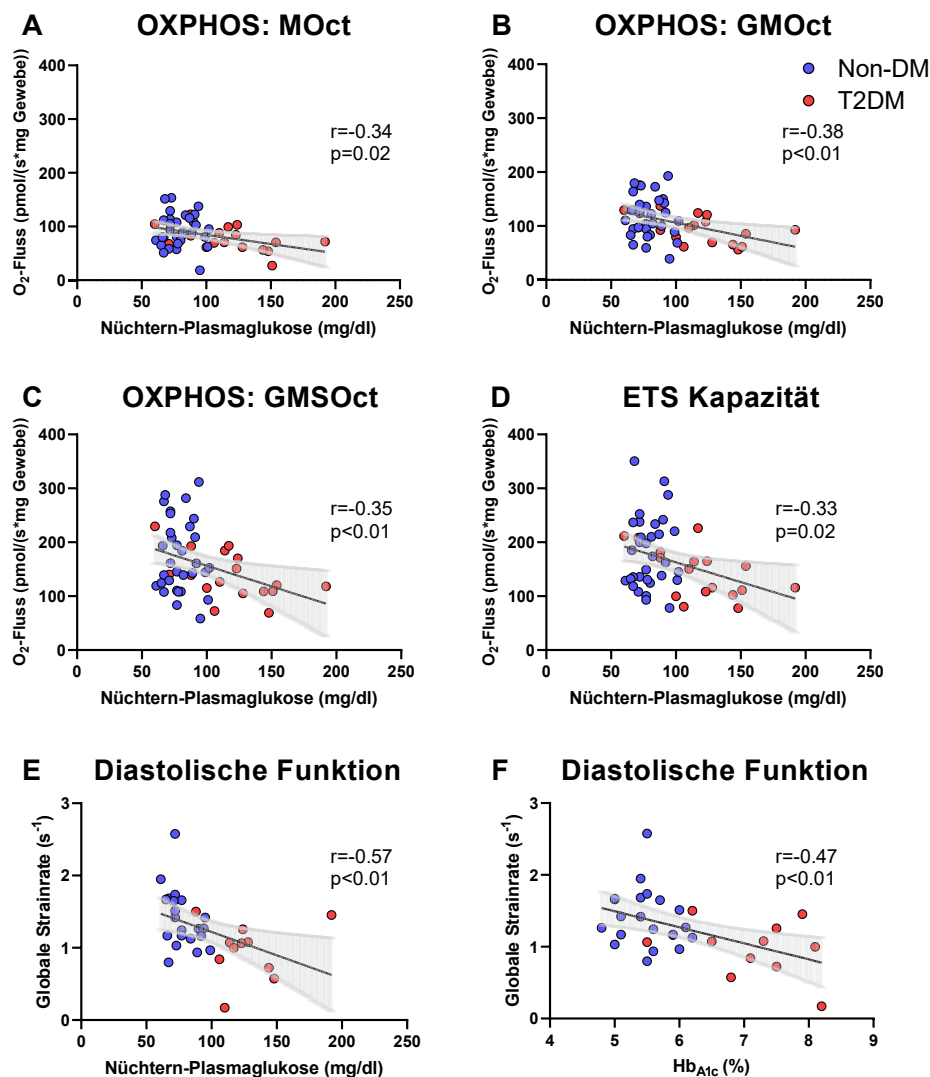 A OXPHOS: MOct
O₂-Fluss (pmol/(s*mg Gewebe))
400
300
200
100
0
r=-0.34
p=0.02
0 50 100 150 200 250
Nüchtern-Plasmaglukose (mg/dl)
B OXPHOS: GMOct
Non-DM
T2DM
O₂-Fluss (pmol/(s*mg Gewebe))
400
300
200
100
0
r=-0.38
p<0.01
0 50 100 150 200 250
Nüchtern-Plasmaglukose (mg/dl)
C OXPHOS: GMSOct
O₂-Fluss (pmol/(s*mg Gewebe))
400
300
200
100
0
r=-0.35
p<0.01
0 50 100 150 200 250
Nüchtern-Plasmaglukose (mg/dl)
D ETS Kapazität
O₂-Fluss (pmol/(s*mg Gewebe))
400
300
200
100
0
r=-0.33
p=0.02
0 50 100 150 200 250
Nüchtern-Plasmaglukose (mg/dl)
E Diastolische Funktion
Globale Strainrate (s⁻¹)
3
2
1
0
r=-0.57
p<0.01
0 50 100 150 200 250
Nüchtern-Plasmaglukose (mg/dl)
F Diastolische Funktion
Globale Strainrate (s⁻¹)
3
2
1
0
r=-0.47
p<0.01
4 5 6 7 8 9
Hb_A1c (%)